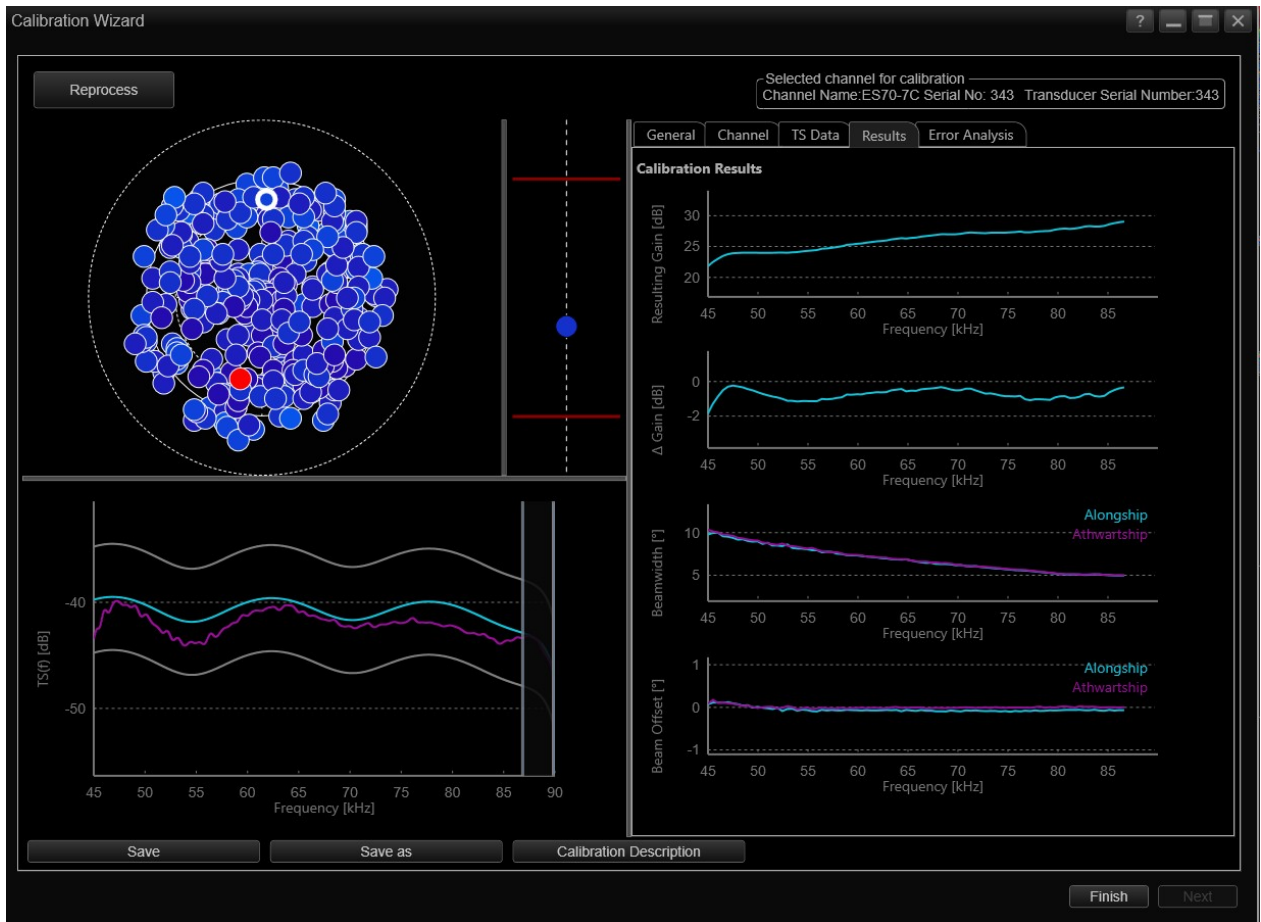 Calibration Wizard
?
Reprocess
Selected channel for calibration
Channel Name:ES70-7C Serial No: 343 Transducer Serial Number:343
General Channel TS Data Results Error Analysis
Calibration Results
Resulting Gain [dB]
30
25
20
45 50 55 60 65 70 75 80 85
Frequency [kHz]
Δ Gain [dB]
0
-2
45 50 55 60 65 70 75 80 85
Frequency [kHz]
Alongship
Athwartship
Beamwidth [°]
10
5
45 50 55 60 65 70 75 80 85
Frequency [kHz]
Alongship
Athwartship
Beam Offset [°]
1
0
-1
45 50 55 60 65 70 75 80 85
Frequency [kHz]
TS(f) [dB]
-40
-50
45 50 55 60 65 70 75 80 85 90
Frequency [kHz]
Save Save as Calibration Description
Finish Next